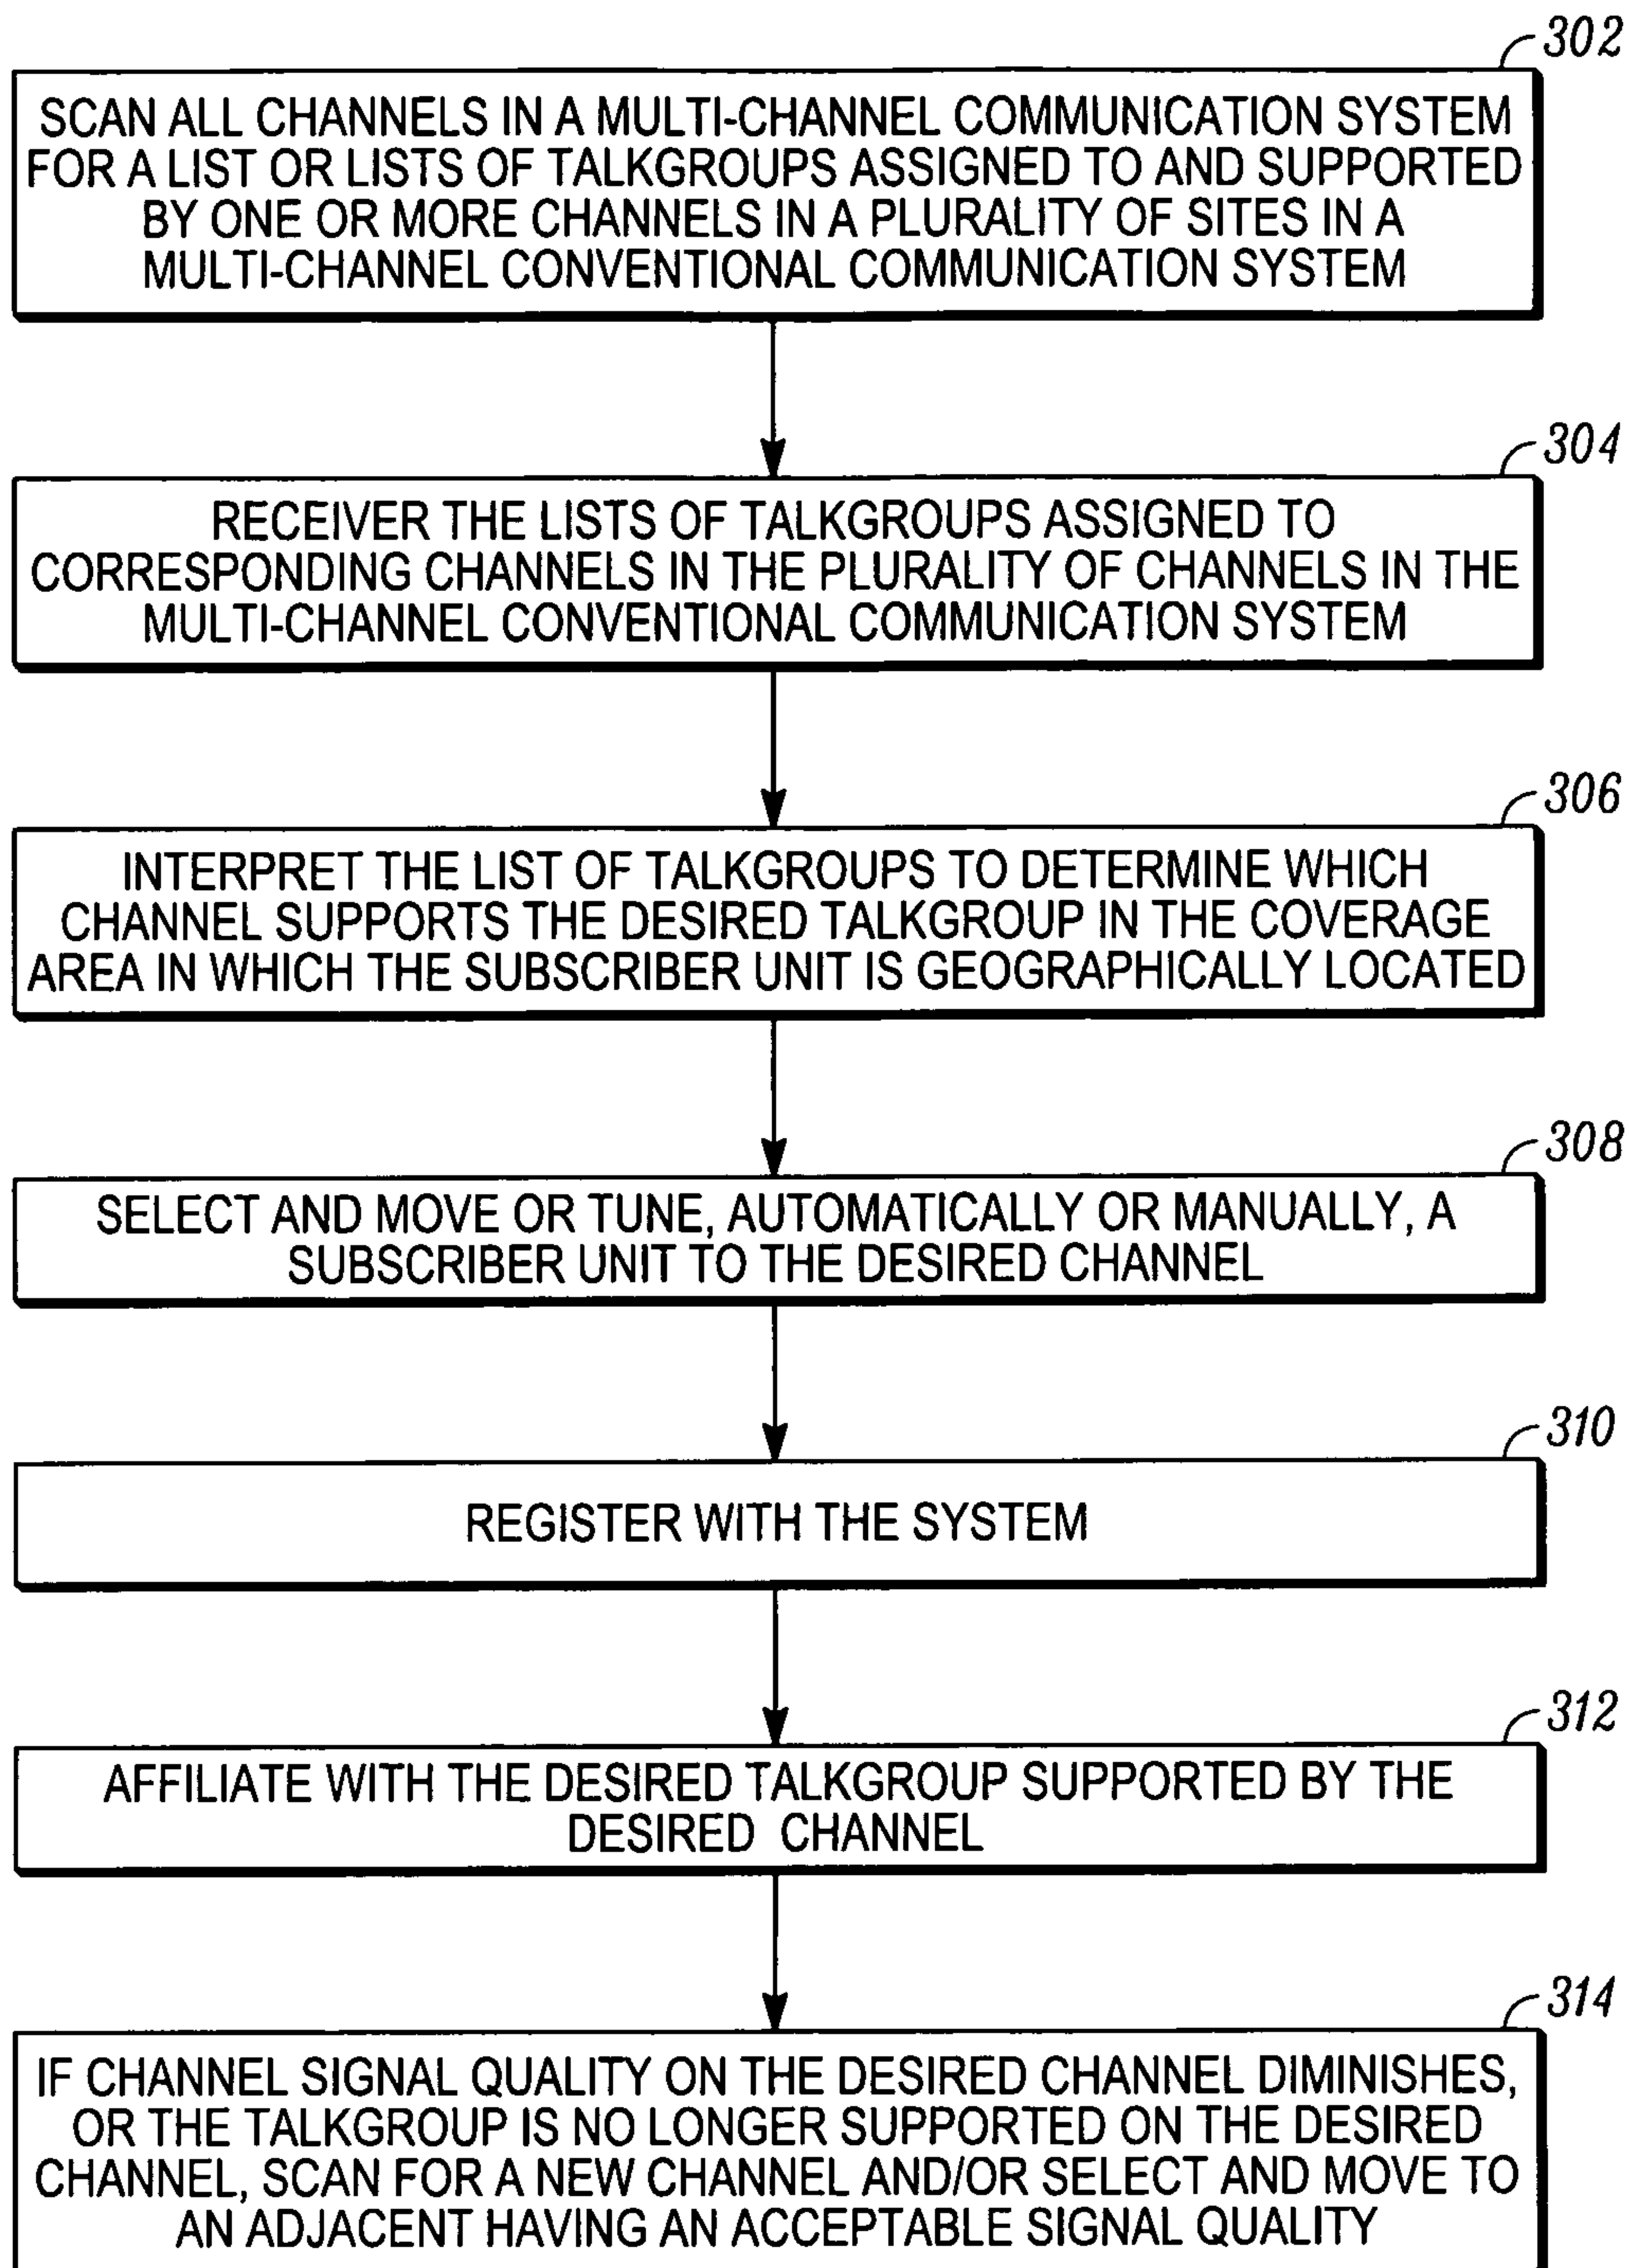 302
SCAN ALL CHANNELS IN A MULTI-CHANNEL COMMUNICATION SYSTEM
FOR A LIST OR LISTS OF TALKGROUPS ASSIGNED TO AND SUPPORTED
BY ONE OR MORE CHANNELS IN A PLURALITY OF SITES IN A
MULTI-CHANNEL CONVENTIONAL COMMUNICATION SYSTEM
304
RECEIVER THE LISTS OF TALKGROUPS ASSIGNED TO
CORRESPONDING CHANNELS IN THE PLURALITY OF CHANNELS IN THE
MULTI-CHANNEL CONVENTIONAL COMMUNICATION SYSTEM
306
INTERPRET THE LIST OF TALKGROUPS TO DETERMINE WHICH
CHANNEL SUPPORTS THE DESIRED TALKGROUP IN THE COVERAGE
AREA IN WHICH THE SUBSCRIBER UNIT IS GEOGRAPHICALLY LOCATED
308
SELECT AND MOVE OR TUNE, AUTOMATICALLY OR MANUALLY, A
SUBSCRIBER UNIT TO THE DESIRED CHANNEL
310
REGISTER WITH THE SYSTEM
312
AFFILIATE WITH THE DESIRED TALKGROUP SUPPORTED BY THE
DESIRED CHANNEL
314
IF CHANNEL SIGNAL QUALITY ON THE DESIRED CHANNEL DIMINISHES,
OR THE TALKGROUP IS NO LONGER SUPPORTED ON THE DESIRED
CHANNEL, SCAN FOR A NEW CHANNEL AND/OR SELECT AND MOVE TO
AN ADJACENT HAVING AN ACCEPTABLE SIGNAL QUALITY